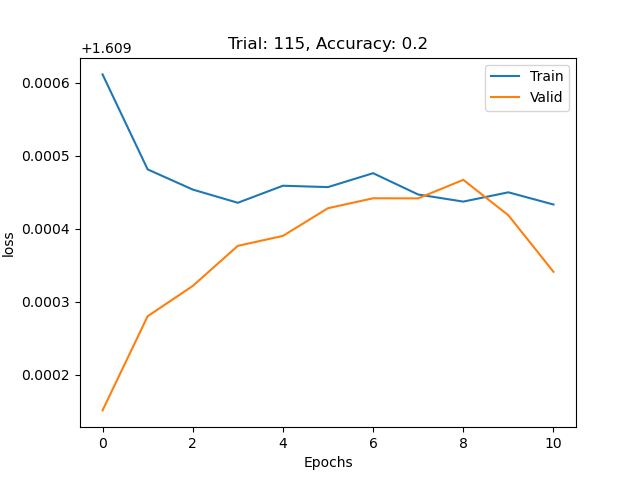 Trial: 115, Accuracy: 0.2
+1.609
Train
Valid
0.0006
0.0005
0.0004
0.0003
0.0002
loss
0 2 4 6 8 10
Epochs